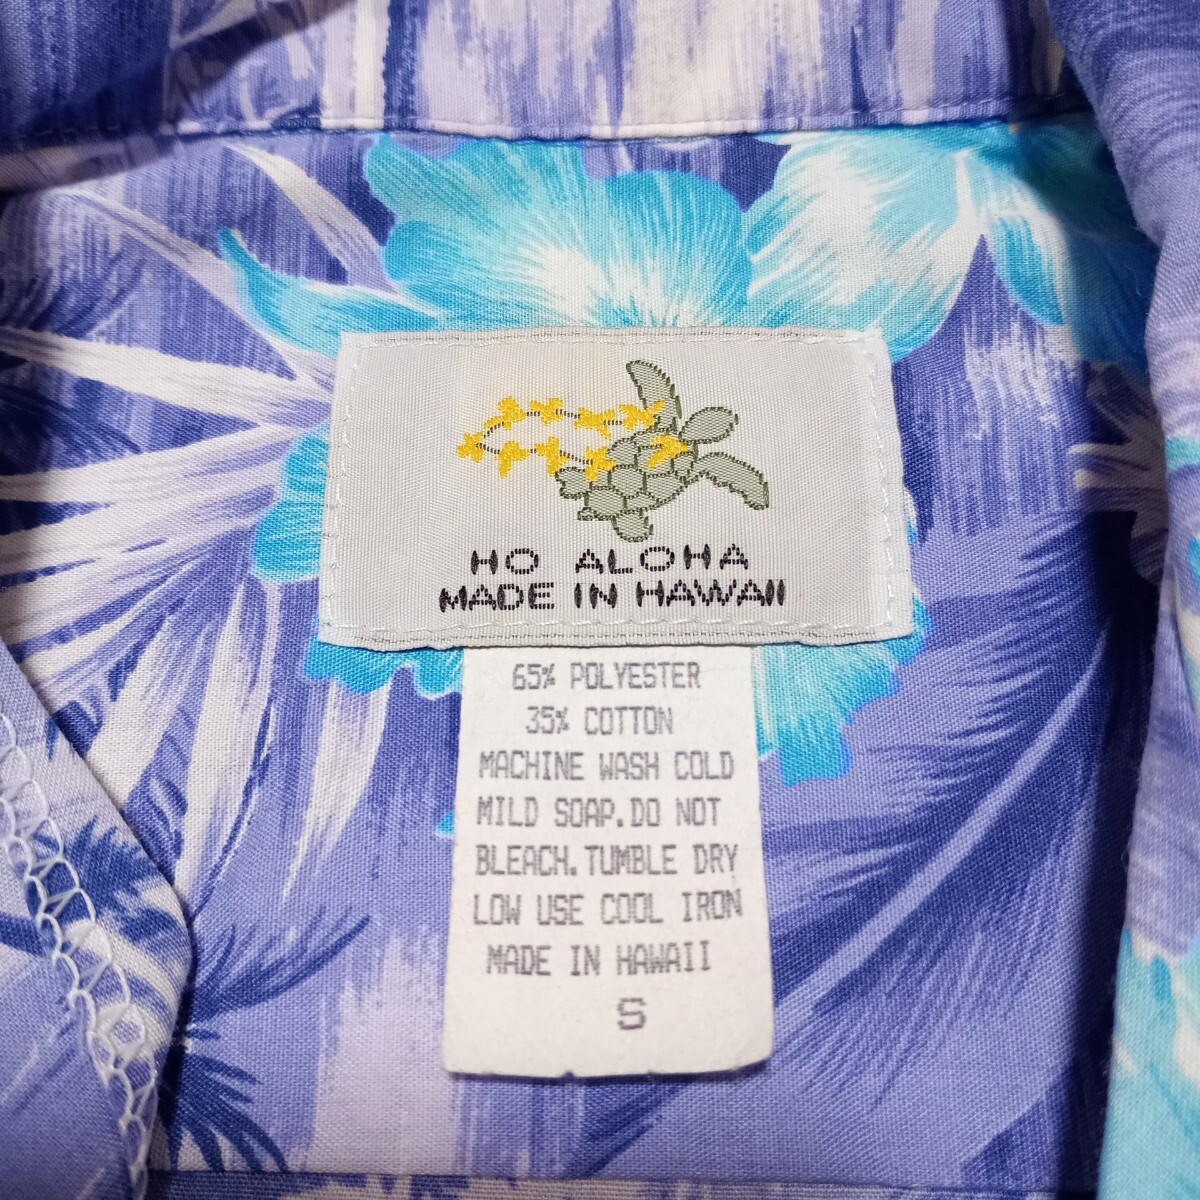 HO ALOHA
MADE IN HAWAII
65% POLYESTER
35% COTTON
MACHINE WASH COLD
MILD SOAP.DO NOT
BLEACH.TUMBLE DRY
LOW USE COOL IRON
MADE IN HAWAII
S